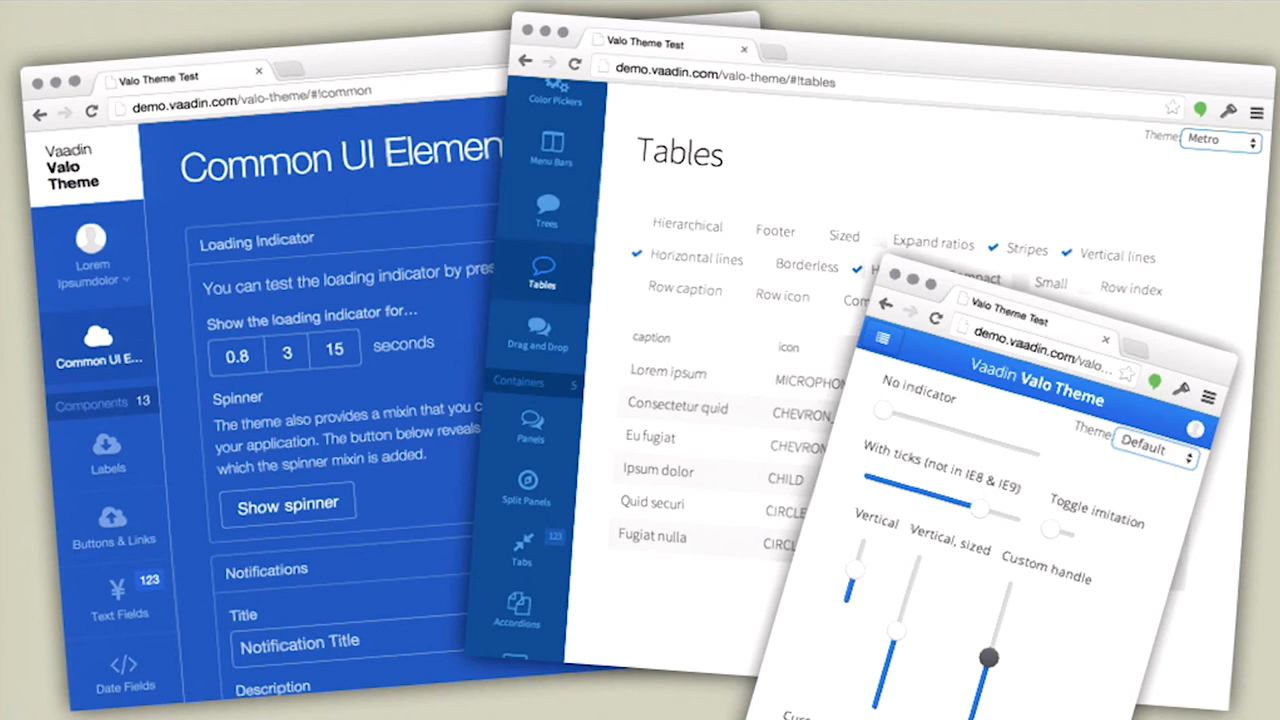 Valo Theme Test
demo.vaadin.com/valo-theme/#!common
Vaadin
Valo
Theme
Lorem
Ipsumdolor
Common UI E...
Components 13
Labels
Buttons & Links
123
Text Fields
Date Fields
Common UI Elemen
Loading Indicator
You can test the loading indicator by pres
Show the loading indicator for...
0.8 3 15 seconds
Spinner
The theme also provides a mixin that you c
your application. The button below reveals
which the spinner mixin is added.
Show spinner
Notifications
Title
Notification Title
Description
Valo Theme Test
demo.vaadin.com/valo-theme/#!tables
Color Pickers
Menu Bars
Trees
Tables
Drag and Drop
Containers 5
Panels
Split Panels
123
Tabs
Accordions
Theme: Metro
Tables
Hierarchical Footer Sized Expand ratios Stripes Vertical lines
Horizontal lines Borderless H Compact Small Row index
Row caption Row icon Com
caption icon
Lorem ipsum MICROPHON
Consectetur quid CHEVRON_
Eu fugiat CHEVRON
Ipsum dolor CHILD
Quid securi CIRCLE
Fugiat nulla CIRCL
Valo Theme Test
demo.vaadin.com/valo...
Vaadin Valo Theme
Theme: Default
No indicator
With ticks (not in IE8 & IE9)
Toggle imitation
Vertical Vertical, sized Custom handle